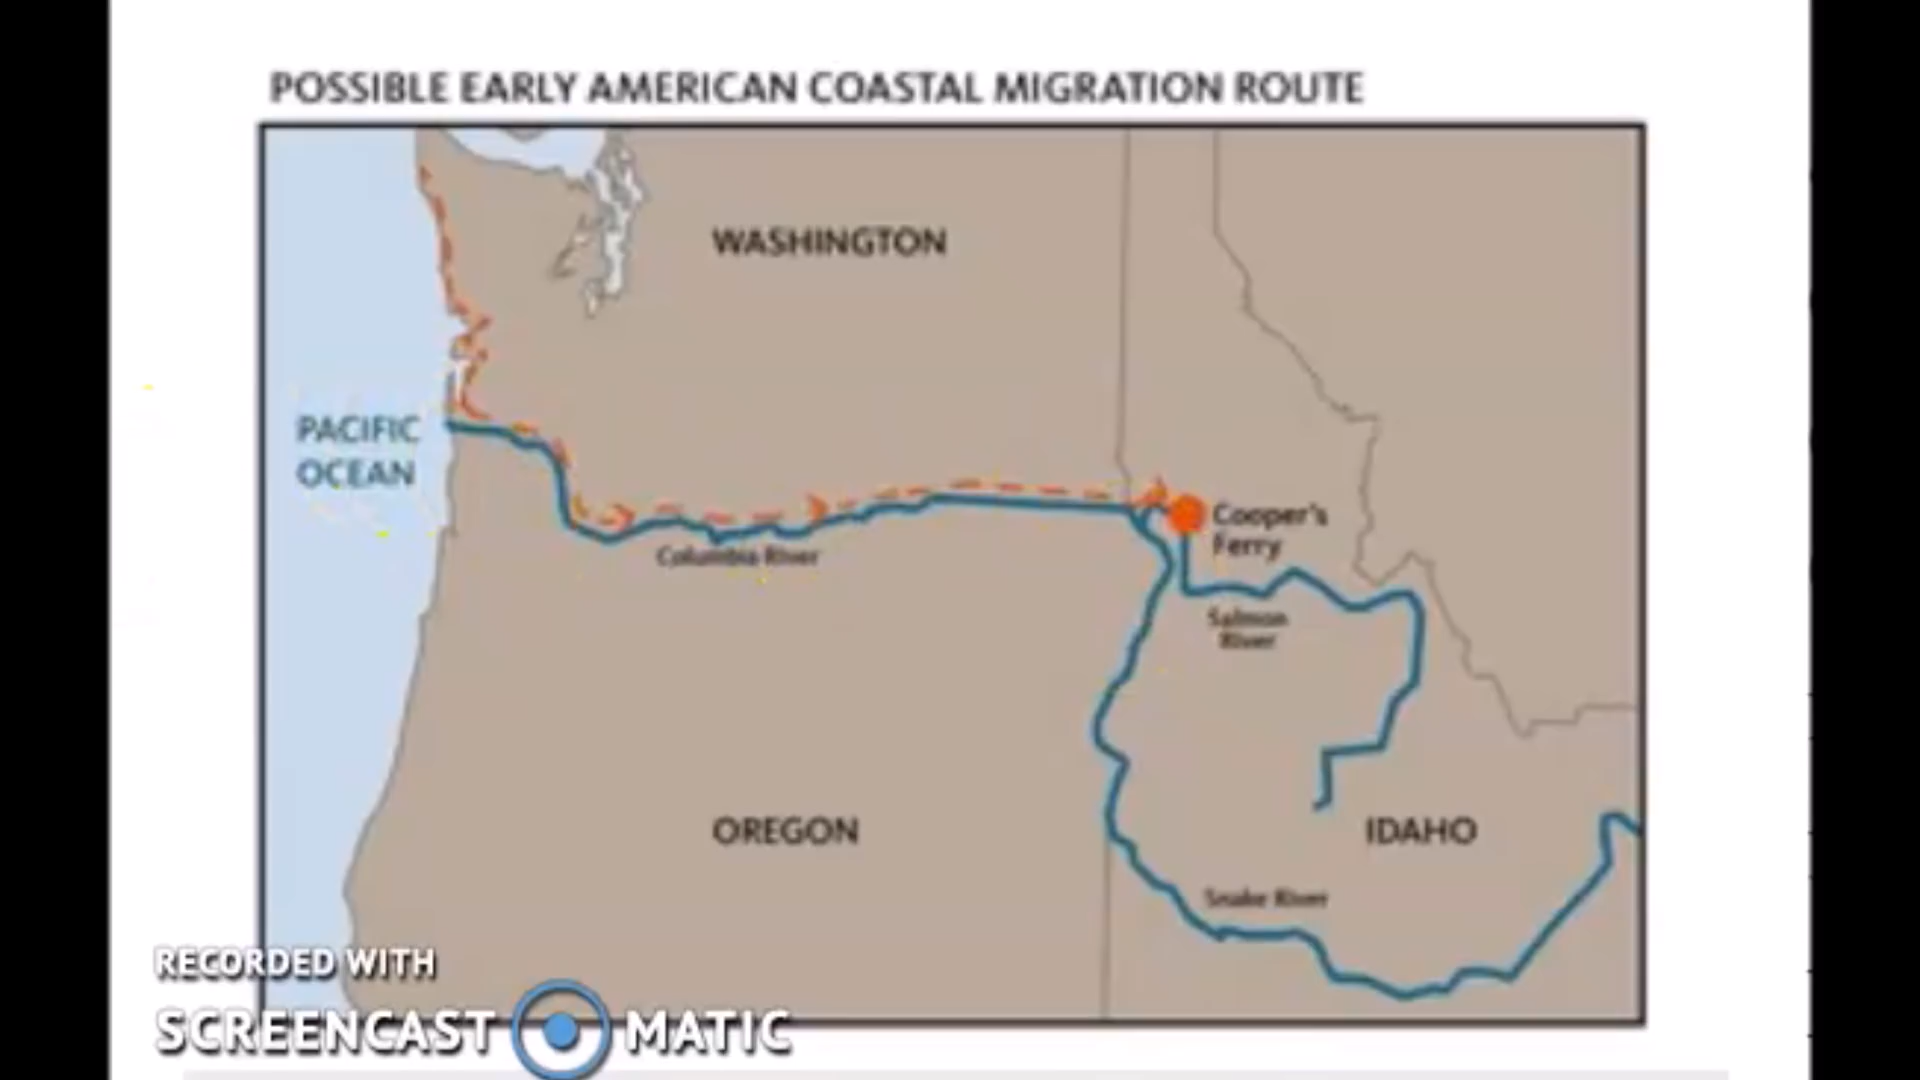 POSSIBLE EARLY AMERICAN COASTAL MIGRATION ROUTE
WASHINGTON
PACIFIC
OCEAN
Cooper's
Ferry
Columbia River
Salmon
River
OREGON
IDAHO
Snake River
RECORDED WITH
SCREENCAST MATIC